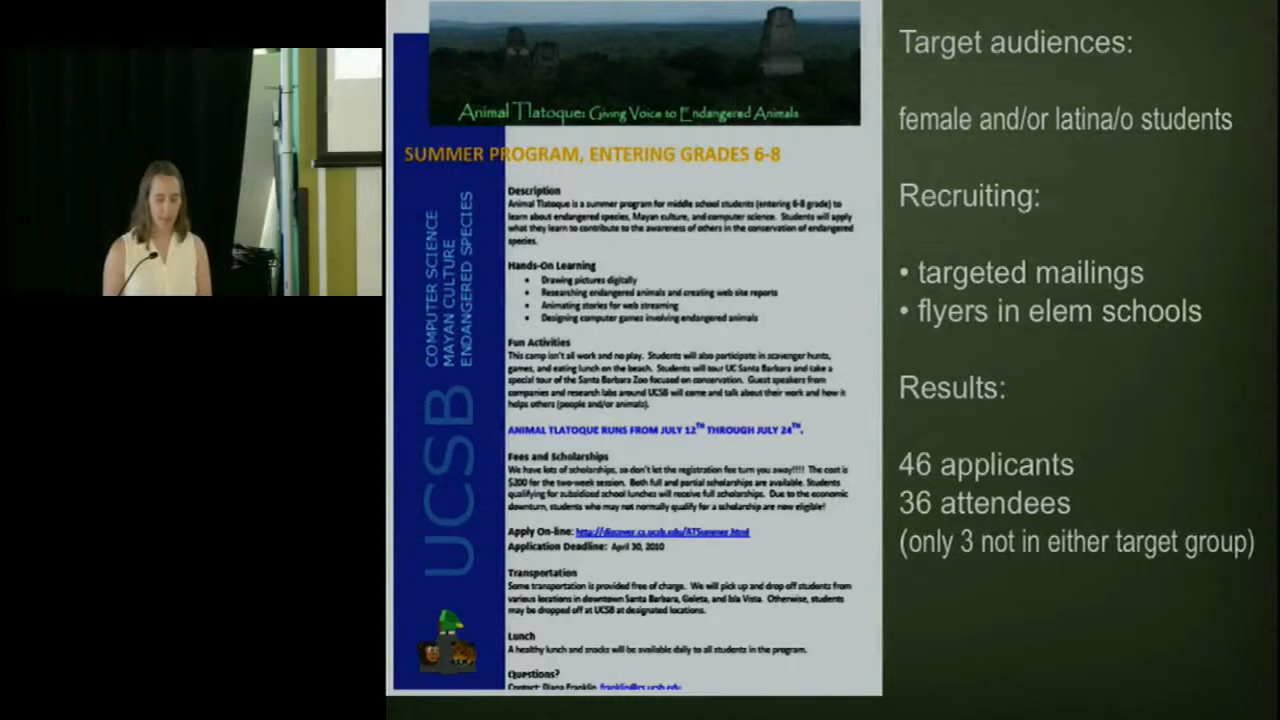 Animal Tlatoque: Giving Voice to Endangered Animals
SUMMER PROGRAM, ENTERING GRADES 6-8
UCSB
COMPUTER SCIENCE
MAYAN CULTURE
ENDANGERED SPECIES
Description
Animal Tlatoque is a summer program for middle school students (entering 6-8 grade) to
learn about endangered species, Mayan culture, and computer science. Students will apply
what they learn to contribute to the awareness of others in the conservation of endangered
species.
Hands-On Learning
• Drawing pictures digitally
• Researching endangered animals and creating web site reports
• Animating stories for web streaming
• Designing computer games involving endangered animals
Fun Activities
This camp isn't all work and no play. Students will also participate in scavenger hunts,
games, and eating lunch on the beach. Students will tour UC Santa Barbara and take a
special tour of the Santa Barbara Zoo focused on conservation. Guest speakers from
companies and research labs around UCSB will come and talk about their work and how it
helps others (people and/or animals).
ANIMAL TLATOQUE RUNS FROM JULY 12TH THROUGH JULY 24TH.
Fees and Scholarships
We have lots of scholarships, so don't let the registration fee turn you away!!!! The cost is
$200 for the two-week session. Both full and partial scholarships are available. Students
qualifying for subsidized school lunches will receive full scholarships. Due to the economic
downturn, students who may not normally qualify for a scholarship are now eligible!
Apply On-line: http://discover.cs.ucsb.edu/ATSummer.html
Application Deadline: April 30, 2010
Transportation
Some transportation is provided free of charge. We will pick up and drop off students from
various locations in downtown Santa Barbara, Goleta, and Isla Vista. Otherwise, students
may be dropped off at UCSB at designated locations.
Lunch
A healthy lunch and snacks will be available daily to all students in the program.
Questions?
Contact: Diana Franklin, franklin@cs.ucsb.edu
Target audiences:
female and/or latina/o students
Recruiting:
• targeted mailings
• flyers in elem schools
Results:
46 applicants
36 attendees
(only 3 not in either target group)